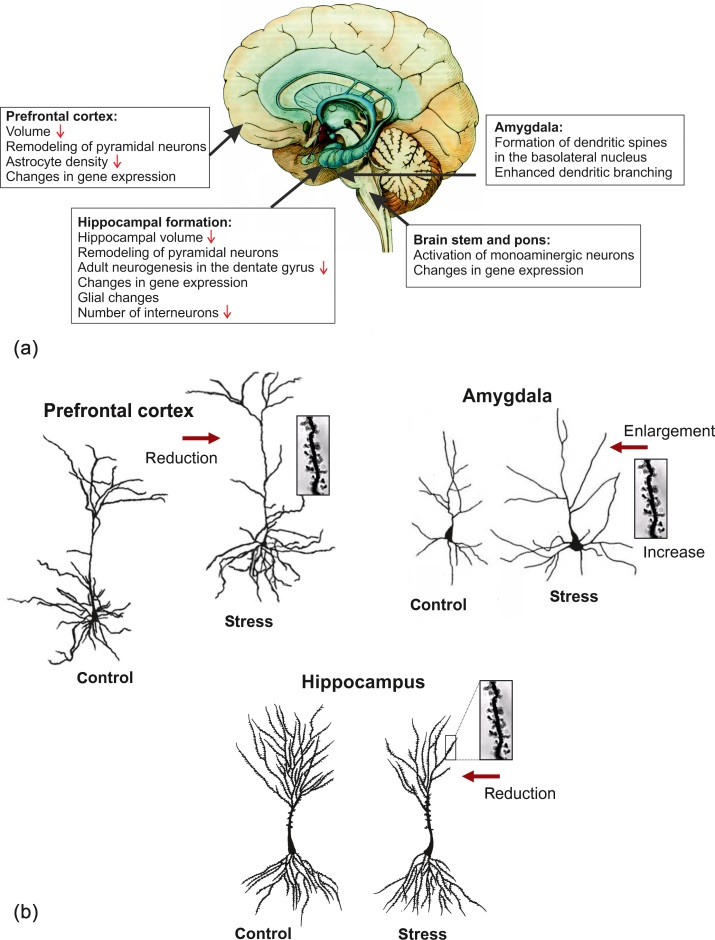 Prefrontal cortex:
Volume ↓
Remodeling of pyramidal neurons
Astrocyte density ↓
Changes in gene expression
Amygdala:
Formation of dendritic spines
in the basolateral nucleus
Enhanced dendritic branching
Hippocampal formation:
Hippocampal volume ↓
Remodeling of pyramidal neurons
Adult neurogenesis in the dentate gyrus ↓
Changes in gene expression
Glial changes
Number of interneurons ↓
Brain stem and pons:
Activation of monoaminergic neurons
Changes in gene expression
(a)
Prefrontal cortex
Reduction
Control
Stress
Amygdala
Enlargement
Increase
Control
Stress
Hippocampus
Reduction
Control
Stress
(b)